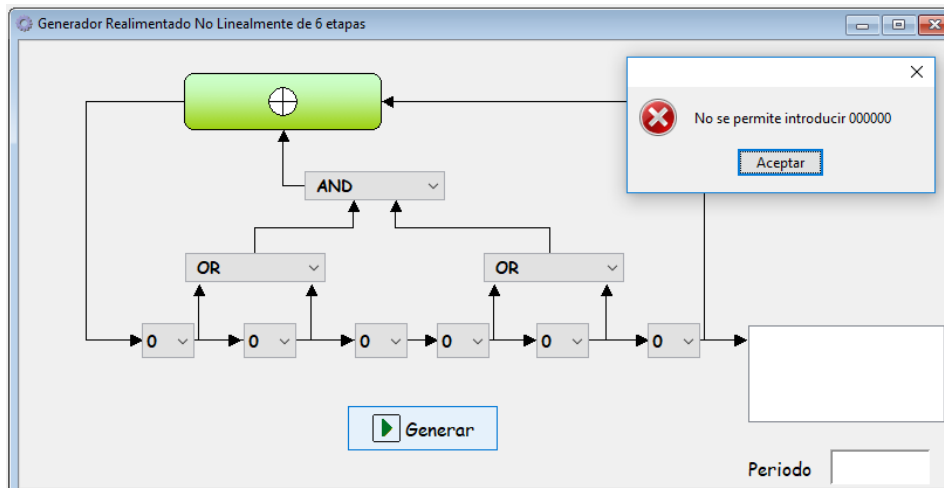 Generador Realimentado No Linealmente de 6 etapas
No se permite introducir 000000
Aceptar
AND
OR
OR
0
0
0
0
0
0
Generar
Periodo